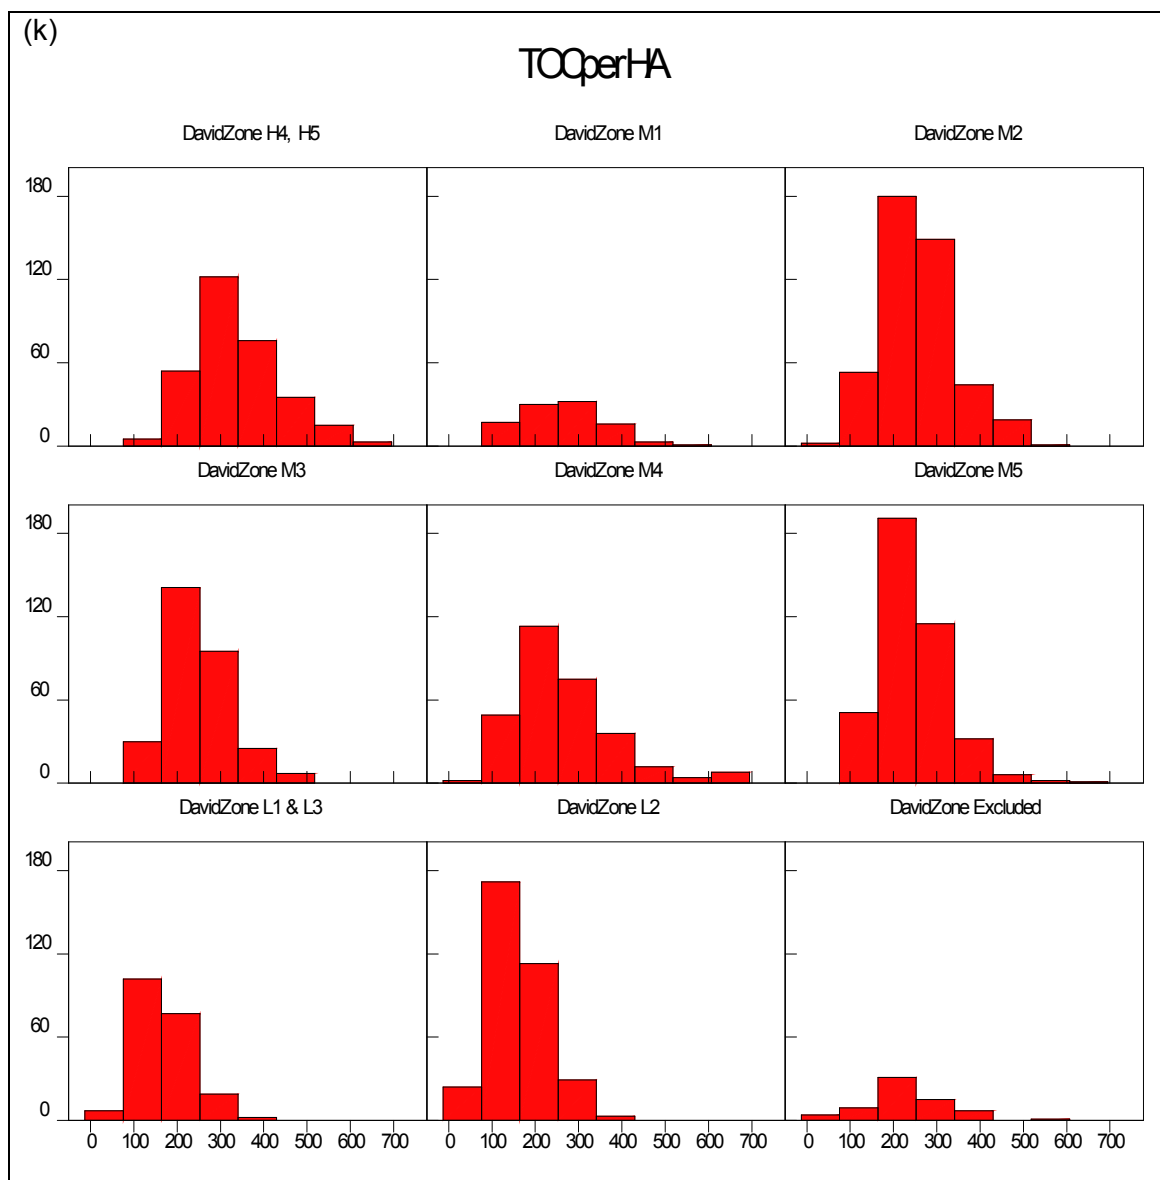 (k)
TOCperHA
DavidZone H4, H5
DavidZone M1
DavidZone M2
180
120
60
0
DavidZone M3
DavidZone M4
DavidZone M5
180
120
60
0
DavidZone L1 & L3
DavidZone L2
DavidZone Excluded
180
120
60
0
0 100 200 300 400 500 600 700
0 100 200 300 400 500 600 700
0 100 200 300 400 500 600 700